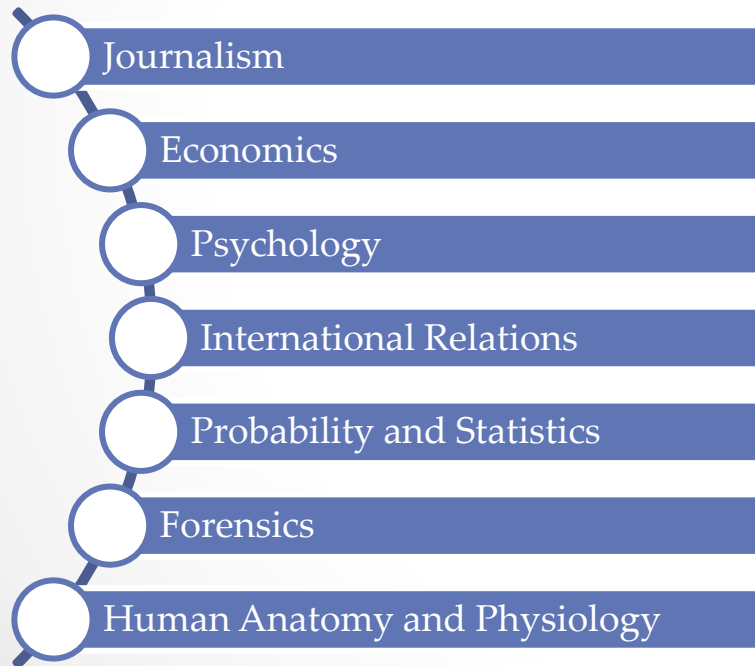 Journalism
Economics
Psychology
International Relations
Probability and Statistics
Forensics
Human Anatomy and Physiology